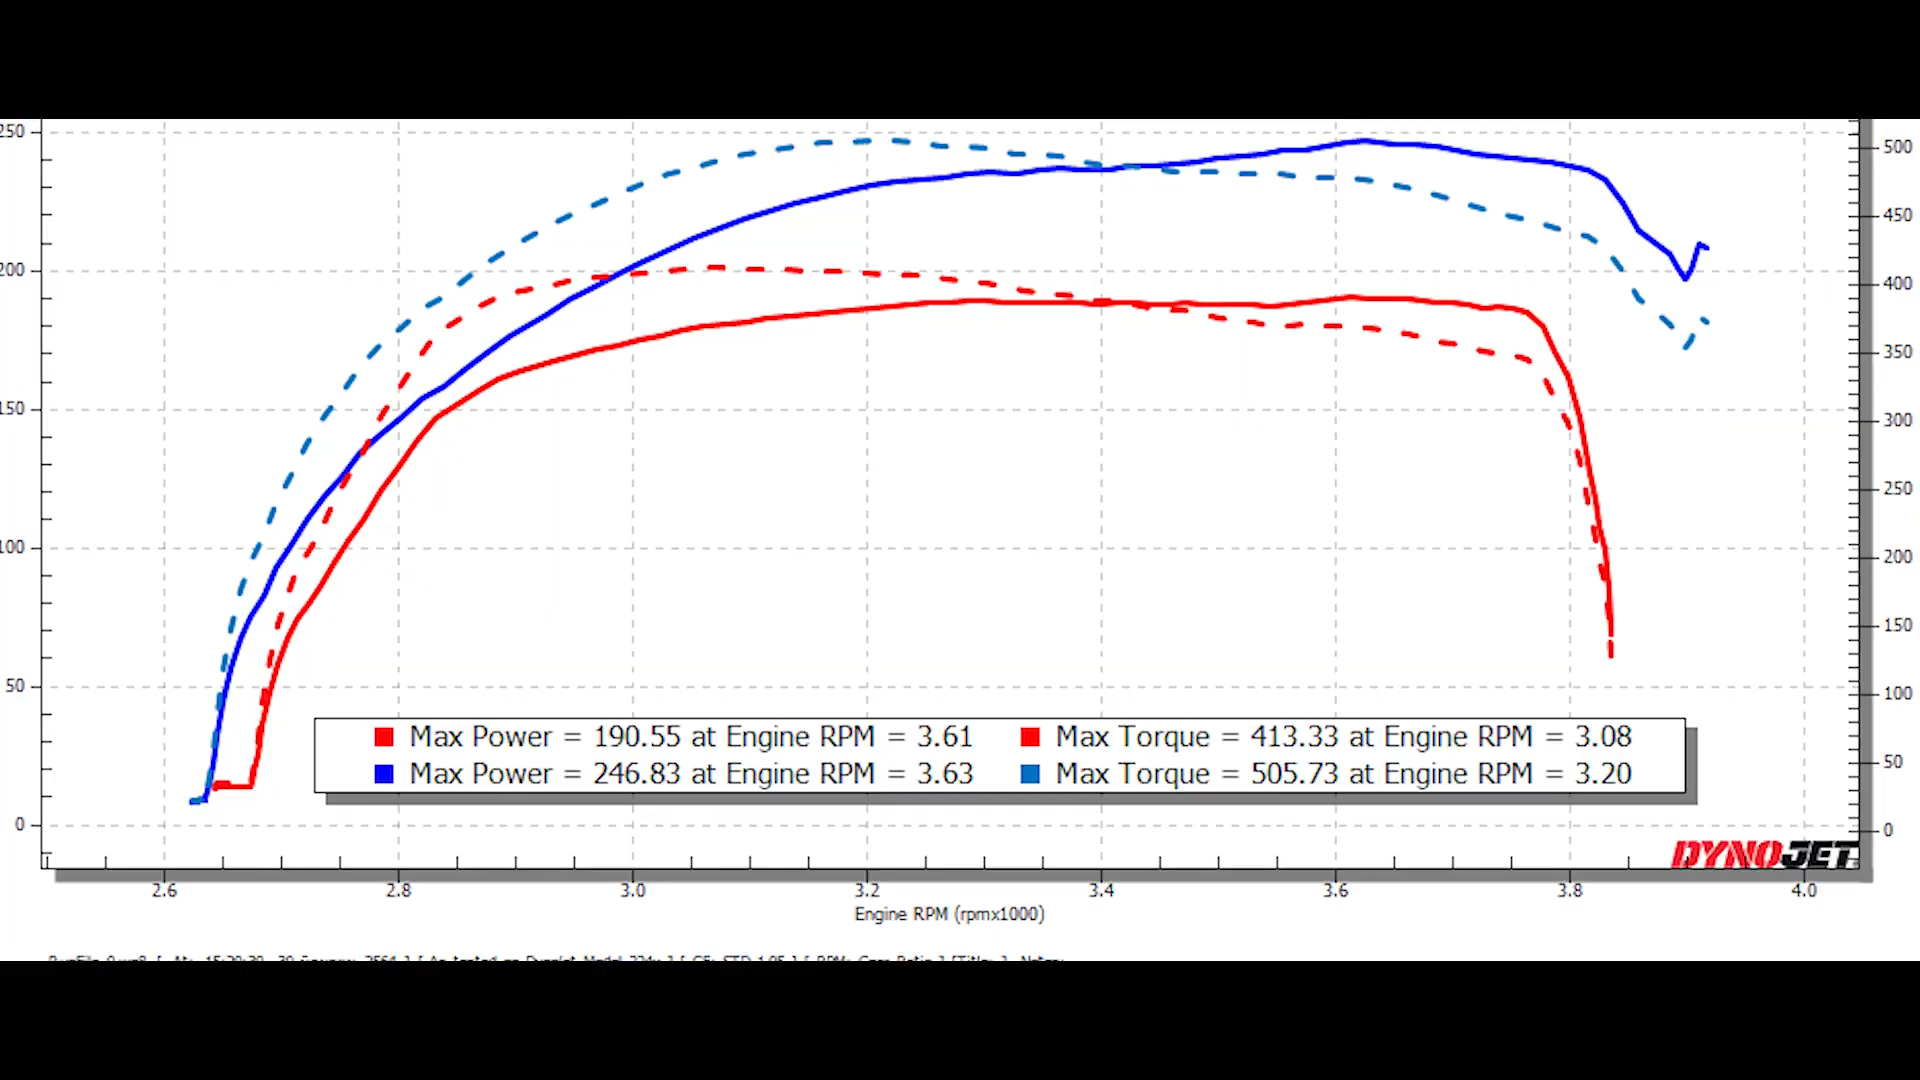 250
200
150
100
50
0
500
450
400
350
300
250
200
150
100
50
0
Max Power = 190.55 at Engine RPM = 3.61
Max Torque = 413.33 at Engine RPM = 3.08
Max Power = 246.83 at Engine RPM = 3.63
Max Torque = 505.73 at Engine RPM = 3.20
DYNOJET
2.6 2.8 3.0 3.2 3.4 3.6 3.8 4.0
Engine RPM (rpmx1000)